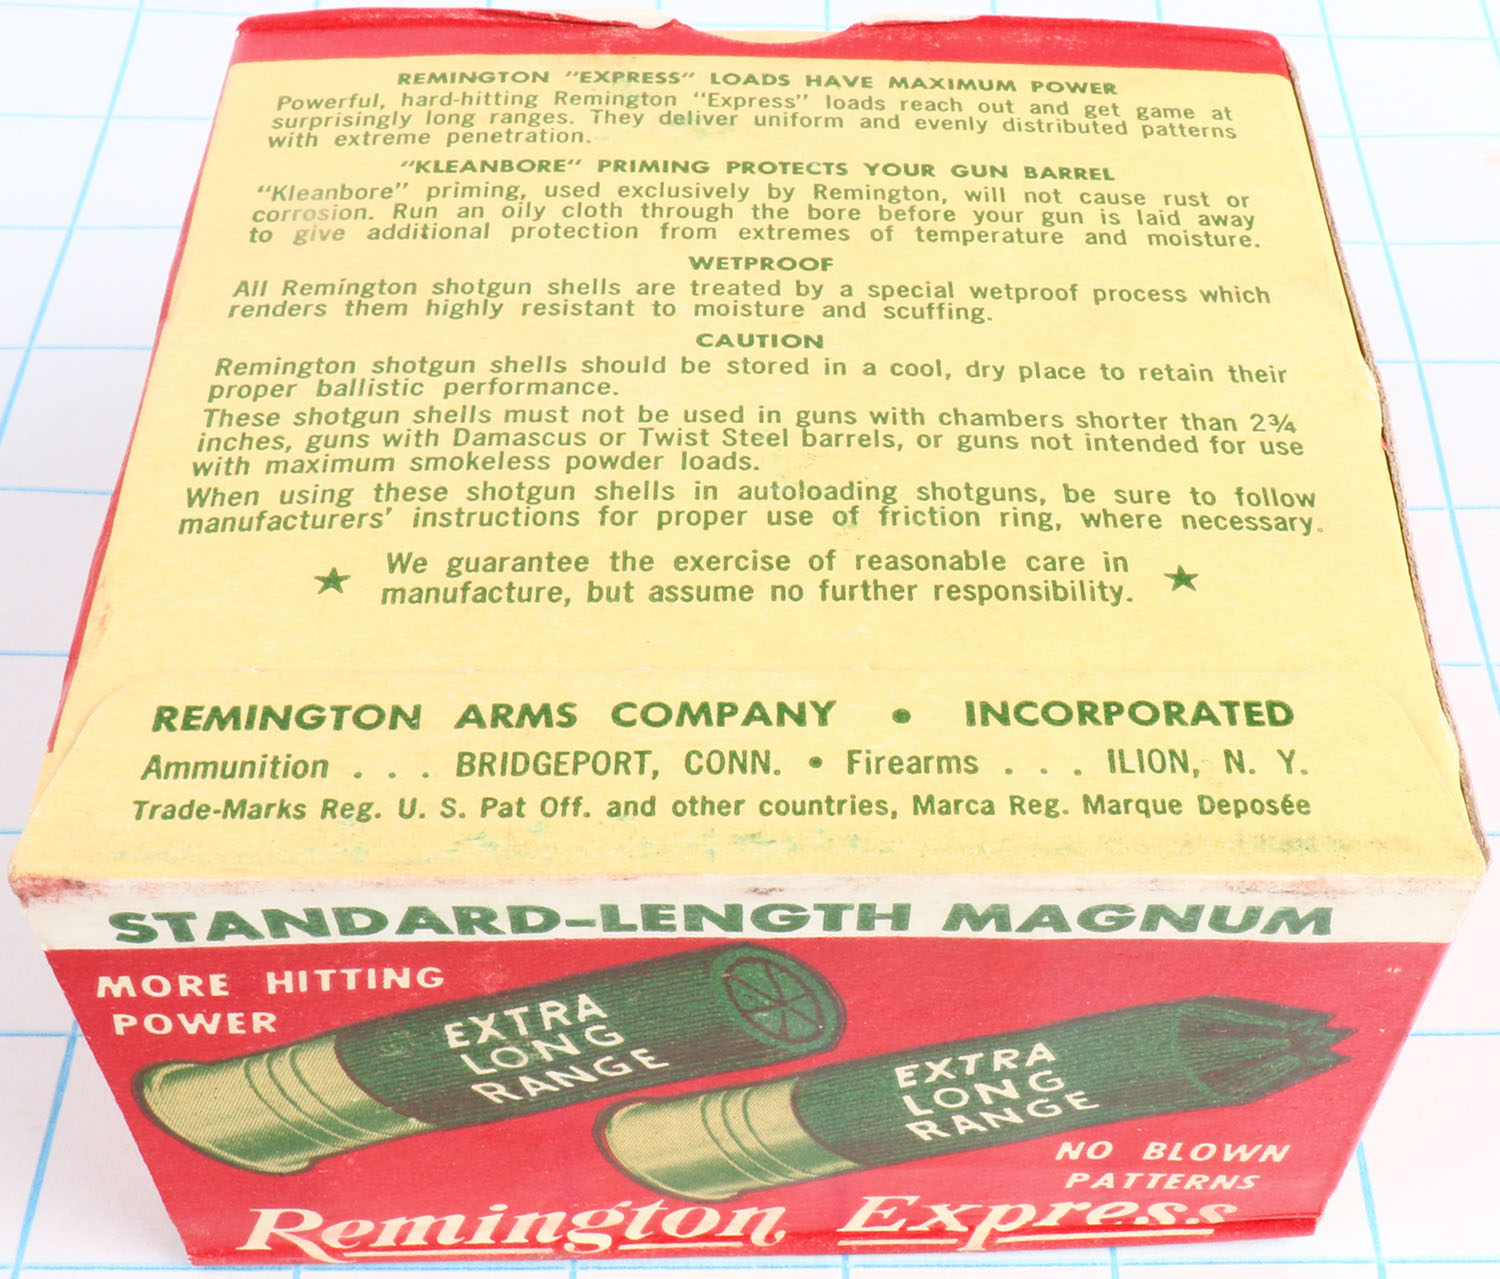 REMINGTON "EXPRESS" LOADS HAVE MAXIMUM POWER
Powerful, hard-hitting Remington "Express" loads reach out and get game at
surprisingly long ranges. They deliver uniform and evenly distributed patterns
with extreme penetration.
"KLEANBORE" PRIMING PROTECTS YOUR GUN BARREL
"Kleanbore" priming, used exclusively by Remington, will not cause rust or
corrosion. Run an oily cloth through the bore before your gun is laid away
to give additional protection from extremes of temperature and moisture.
WETPROOF
All Remington shotgun shells are treated by a special wetproof process which
renders them highly resistant to moisture and scuffing.
CAUTION
Remington shotgun shells should be stored in a cool, dry place to retain their
proper ballistic performance.
These shotgun shells must not be used in guns with chambers shorter than 2¾
inches, guns with Damascus or Twist Steel barrels, or guns not intended for use
with maximum smokeless powder loads.
When using these shotgun shells in autoloading shotguns, be sure to follow
manufacturers' instructions for proper use of friction ring, where necessary.
★ We guarantee the exercise of reasonable care in
manufacture, but assume no further responsibility. ★
REMINGTON ARMS COMPANY • INCORPORATED
Ammunition . . . BRIDGEPORT, CONN. • Firearms . . . ILION, N. Y.
Trade-Marks Reg. U. S. Pat Off. and other countries, Marca Reg. Marque Deposée
STANDARD-LENGTH MAGNUM
MORE HITTING
POWER
EXTRA
LONG
RANGE
EXTRA
LONG
RANGE
NO BLOWN
PATTERNS
Remington Express